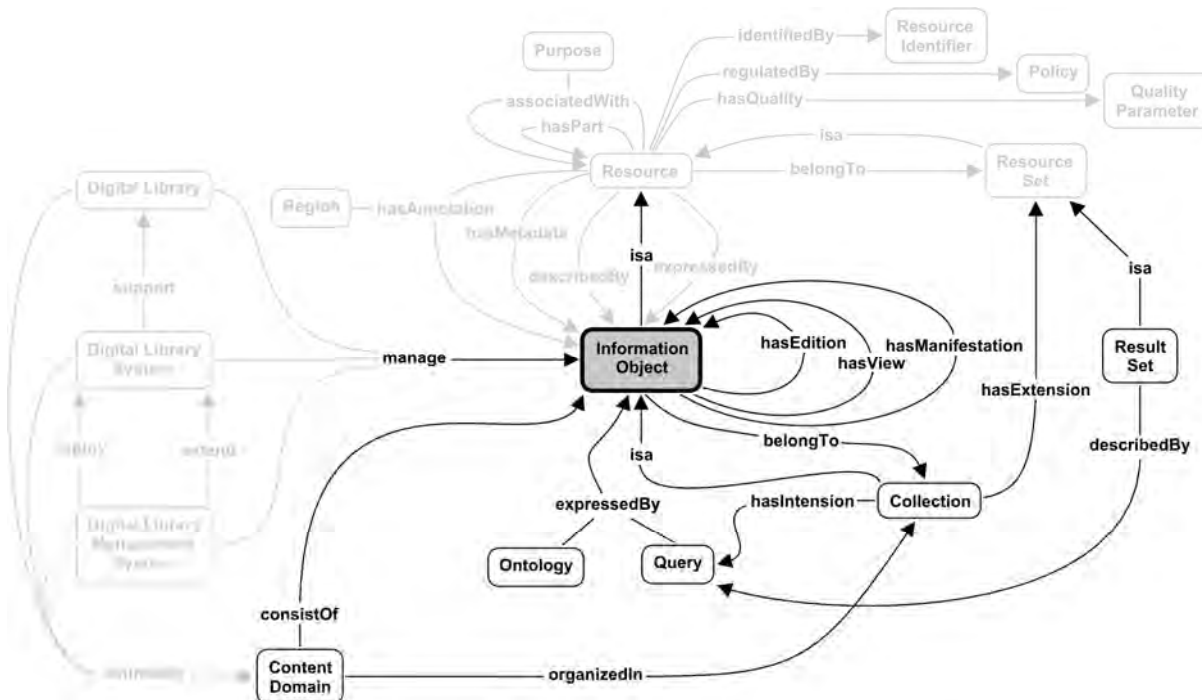 Purpose
identifiedBy
Resource
Identifier
regulatedBy
Policy
hasQuality
Quality
Parameter
associatedWith
hasPart
isa
Resource
belongTo
Resource
Set
Digital Library
Region
hasAnnotation
hasMetadata
describedBy
expressedBy
isa
isa
support
Digital Library
System
manage
Information
Object
hasEdition
hasView
hasManifestation
hasExtension
Result
Set
describedBy
deploy
extend
belongTo
isa
expressedBy
hasIntension
Collection
Digital Library
Management
System
Ontology
Query
consistOf
Content
Domain
organizedIn